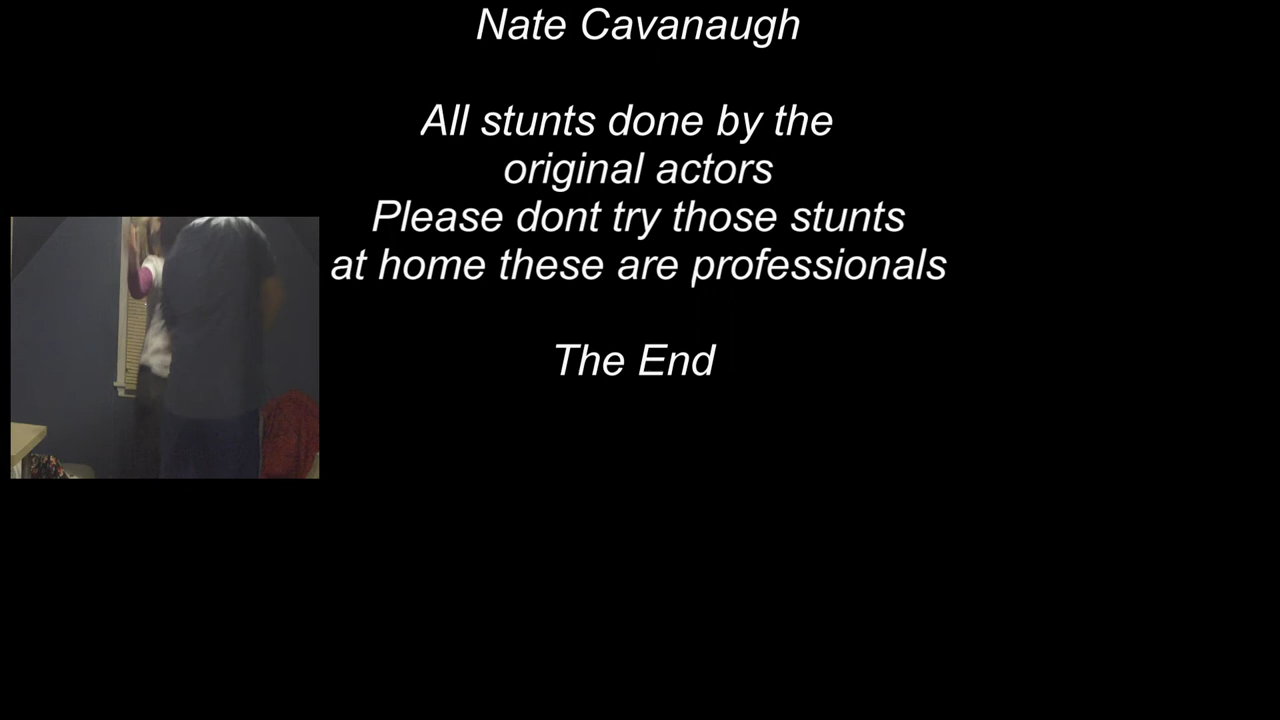 Nate Cavanaugh
All stunts done by the
original actors
Please dont try those stunts
at home these are professionals
The End